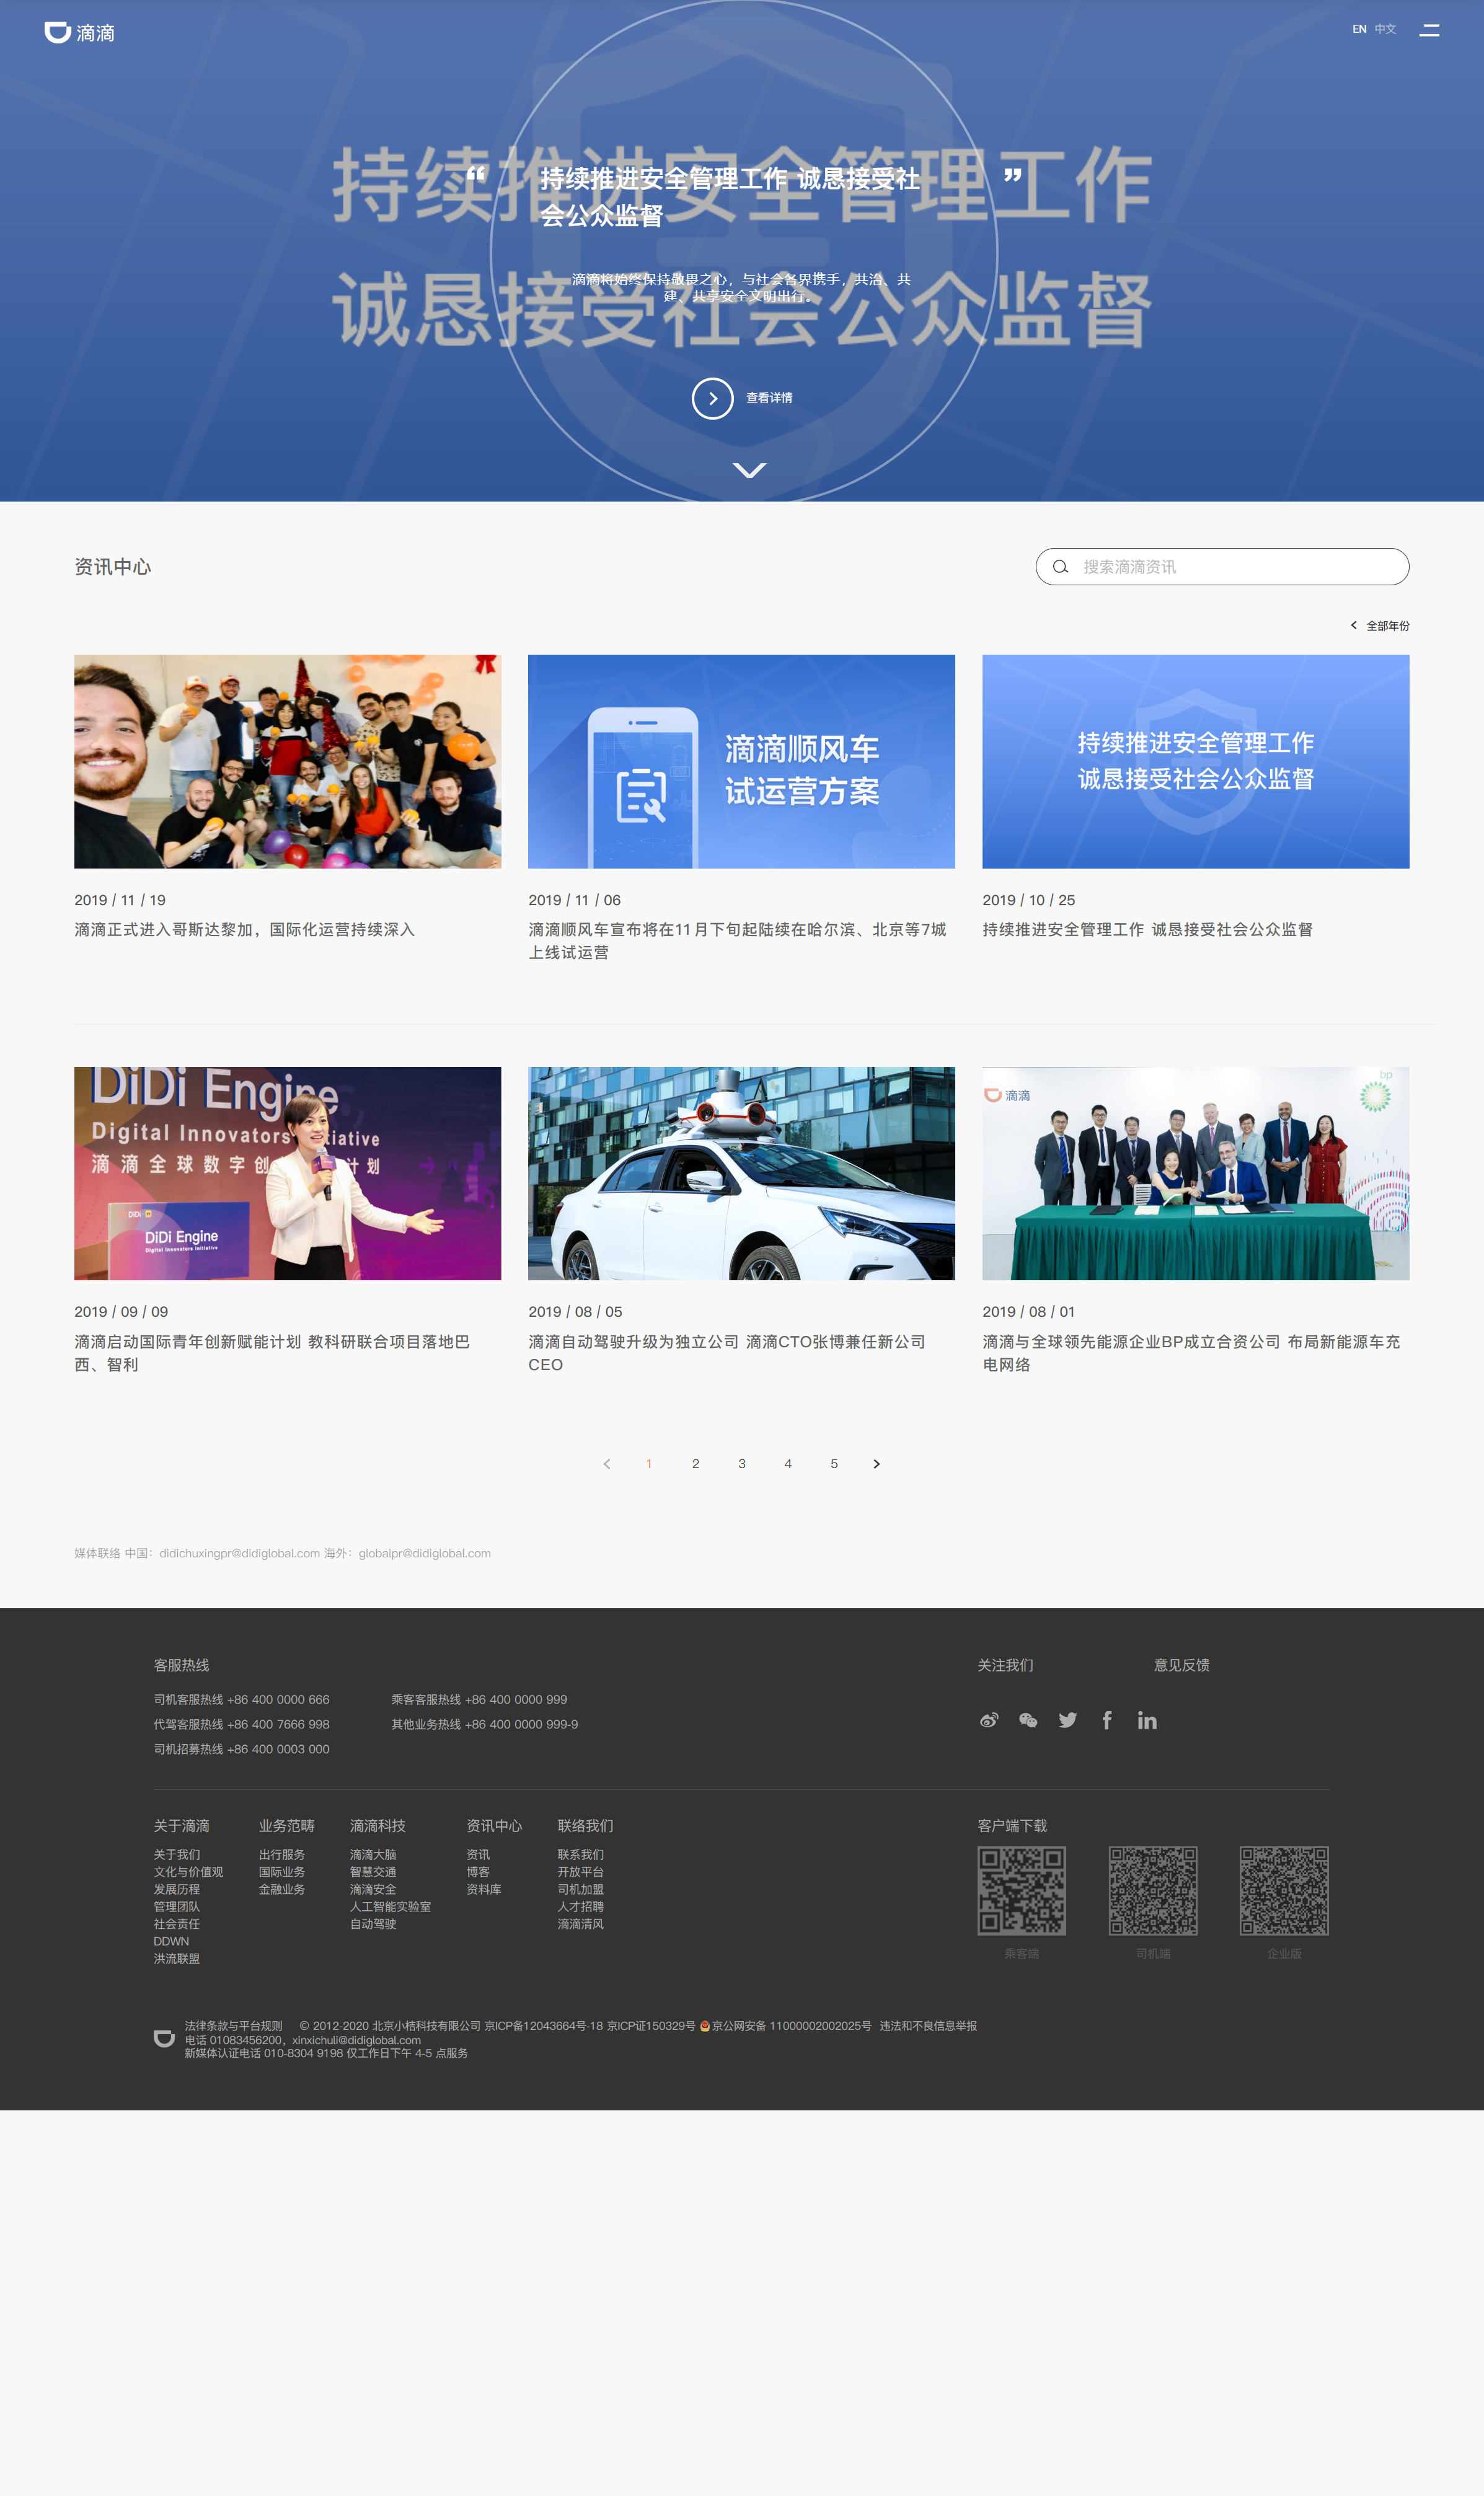 滴滴
EN 中文
持续推进安全管理工作
诚恳接受社会公众监督
“ 持续推进安全管理工作 诚恳接受社 ”
会公众监督
滴滴将始终保持敬畏之心，与社会各界携手，共治、共
建、共享安全文明出行。
查看详情
资讯中心
搜索滴滴资讯
全部年份
滴滴顺风车
试运营方案
持续推进安全管理工作
诚恳接受社会公众监督
2019 / 11 / 19
滴滴正式进入哥斯达黎加，国际化运营持续深入
2019 / 11 / 06
滴滴顺风车宣布将在11月下旬起陆续在哈尔滨、北京等7城
上线试运营
2019 / 10 / 25
持续推进安全管理工作 诚恳接受社会公众监督
DiDi Engine
Digital Innovators
tiative
滴滴全球数字创
计划
DiDi
DiDi Engine
Digital Innovators Initiative
滴滴
bp
2019 / 09 / 09
滴滴启动国际青年创新赋能计划 教科研联合项目落地巴
西、智利
2019 / 08 / 05
滴滴自动驾驶升级为独立公司 滴滴CTO张博兼任新公司
CEO
2019 / 08 / 01
滴滴与全球领先能源企业BP成立合资公司 布局新能源车充
电网络
1 2 3 4 5
媒体联络 中国：didichuxingpr@didiglobal.com 海外：globalpr@didiglobal.com
客服热线
司机客服热线 +86 400 0000 666
乘客客服热线 +86 400 0000 999
代驾客服热线 +86 400 7666 998
其他业务热线 +86 400 0000 999-9
司机招募热线 +86 400 0003 000
关注我们
意见反馈
关于滴滴
关于我们
文化与价值观
发展历程
管理团队
社会责任
DDWN
洪流联盟
业务范畴
出行服务
国际业务
金融业务
滴滴科技
滴滴大脑
智慧交通
滴滴安全
人工智能实验室
自动驾驶
资讯中心
资讯
博客
资料库
联络我们
联系我们
开放平台
司机加盟
人才招聘
滴滴清风
客户端下载
乘客端
司机端
企业版
法律条款与平台规则 © 2012-2020 北京小桔科技有限公司 京ICP备12043664号-18 京ICP证150329号 京公网安备 11000002002025号 违法和不良信息举报
电话 01083456200，xinxichuli@didiglobal.com
新媒体认证电话 010-8304 9198 仅工作日下午 4-5 点服务